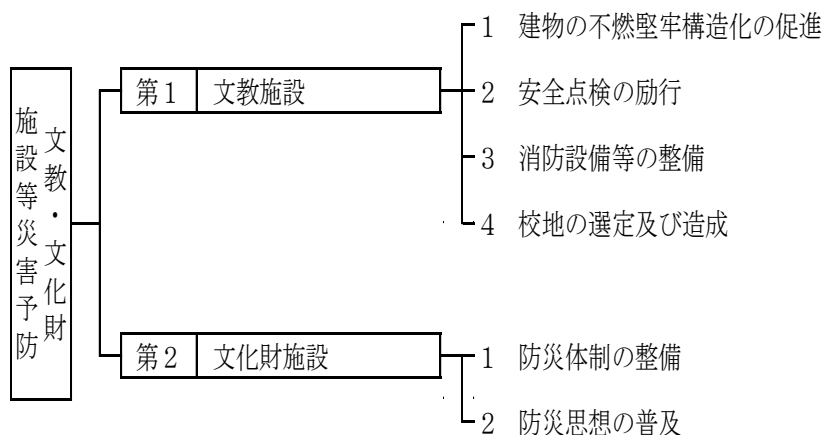 文教・文化財
施設等災害予防
第1 文教施設
1 建物の不燃堅牢構造化の促進
2 安全点検の励行
3 消防設備等の整備
4 校地の選定及び造成
第2 文化財施設
1 防災体制の整備
2 防災思想の普及